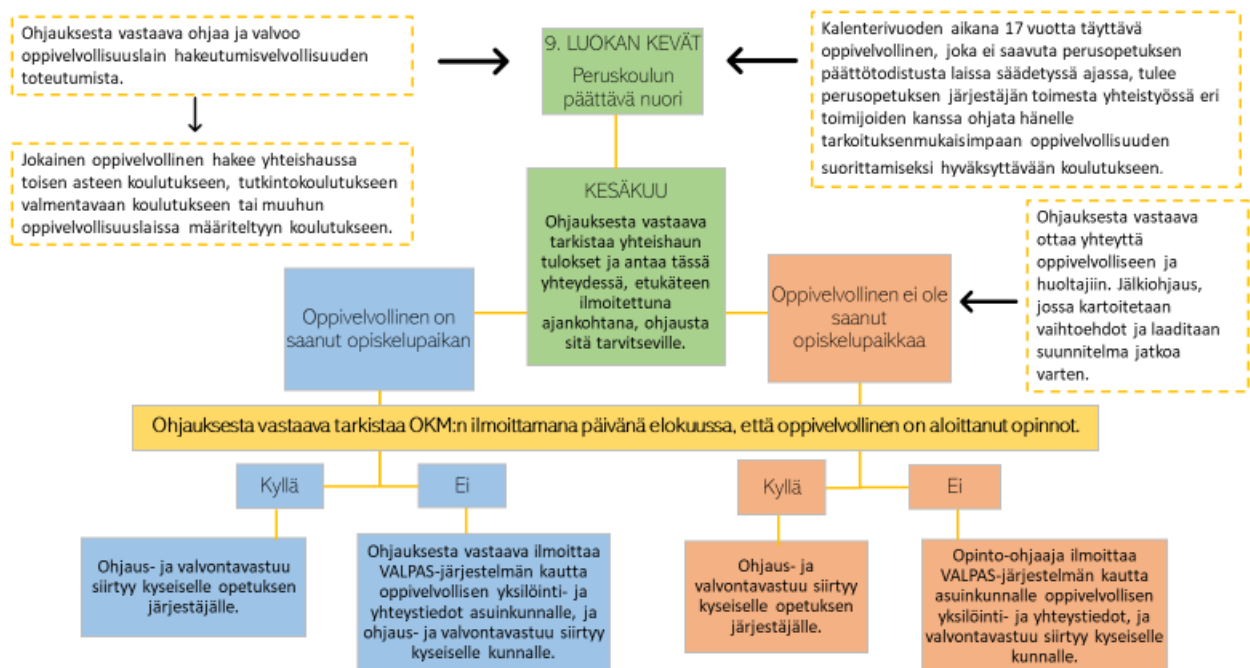 Ohjauksesta vastaava ohjaa ja valvoo
oppivelvollisuuslain hakeutumisvelvollisuuden
toteutumista.
Jokainen oppivelvollinen hakee yhteishaussa
toisen asteen koulutukseen, tutkintokoulutukseen
valmentavaan koulutukseen tai muuhun
oppivelvollisuuslaissa määriteltyyn koulutukseen.
9. LUOKAN KEVÄT
Peruskoulun
päättävä nuori
Kalenterivuoden aikana 17 vuotta täyttävä
oppivelvollinen, joka ei saavuta perusopetuksen
päättötodistusta laissa säädetyssä ajassa, tulee
perusopetuksen järjestäjän toimesta yhteistyössä eri
toimijoiden kanssa ohjata hänelle
tarkoituksenmukaisimpaan oppivelvollisuuden
suorittamiseksi hyväksyttävään koulutukseen.
KESÄKUU
Ohjauksesta vastaava
tarkistaa yhteishaun
tulokset ja antaa tässä
yhteydessä, etukäteen
ilmoitettuna
ajankohtana, ohjausta
sitä tarvitseville.
Oppivelvollinen on
saanut opiskelupaikan
Oppivelvollinen ei ole
saanut
opiskelupaikkaa
Ohjauksesta vastaava
ottaa yhteyttä
oppivelvolliseen ja
huoltajiin. Jälkiohjaus,
jossa kartoitetaan
vaihtoehdot ja laaditaan
suunnitelma jatkoa
varten.
Ohjauksesta vastaava tarkistaa OKM:n ilmoittamana päivänä elokuussa, että oppivelvollinen on aloittanut opinnot.
Kyllä
Ei
Kyllä
Ei
Ohjaus- ja valvontavastuu
siirtyy kyseiselle opetuksen
järjestäjälle.
Ohjauksesta vastaava ilmoittaa
VALPAS-järjestelmän kautta
oppivelvollisen yksilöinti- ja
yhteystiedot asuinkunnalle, ja
ohjaus- ja valvontavastuu siirtyy
kyseiselle kunnalle.
Ohjaus- ja
valvontavastuu siirtyy
kyseiselle opetuksen
järjestäjälle.
Opinto-ohjaaja ilmoittaa
VALPAS-järjestelmän kautta
asuinkunnalle oppivelvollisen
yksilöinti- ja yhteystiedot, ja
valvontavastuu siirtyy kyseiselle
kunnalle.